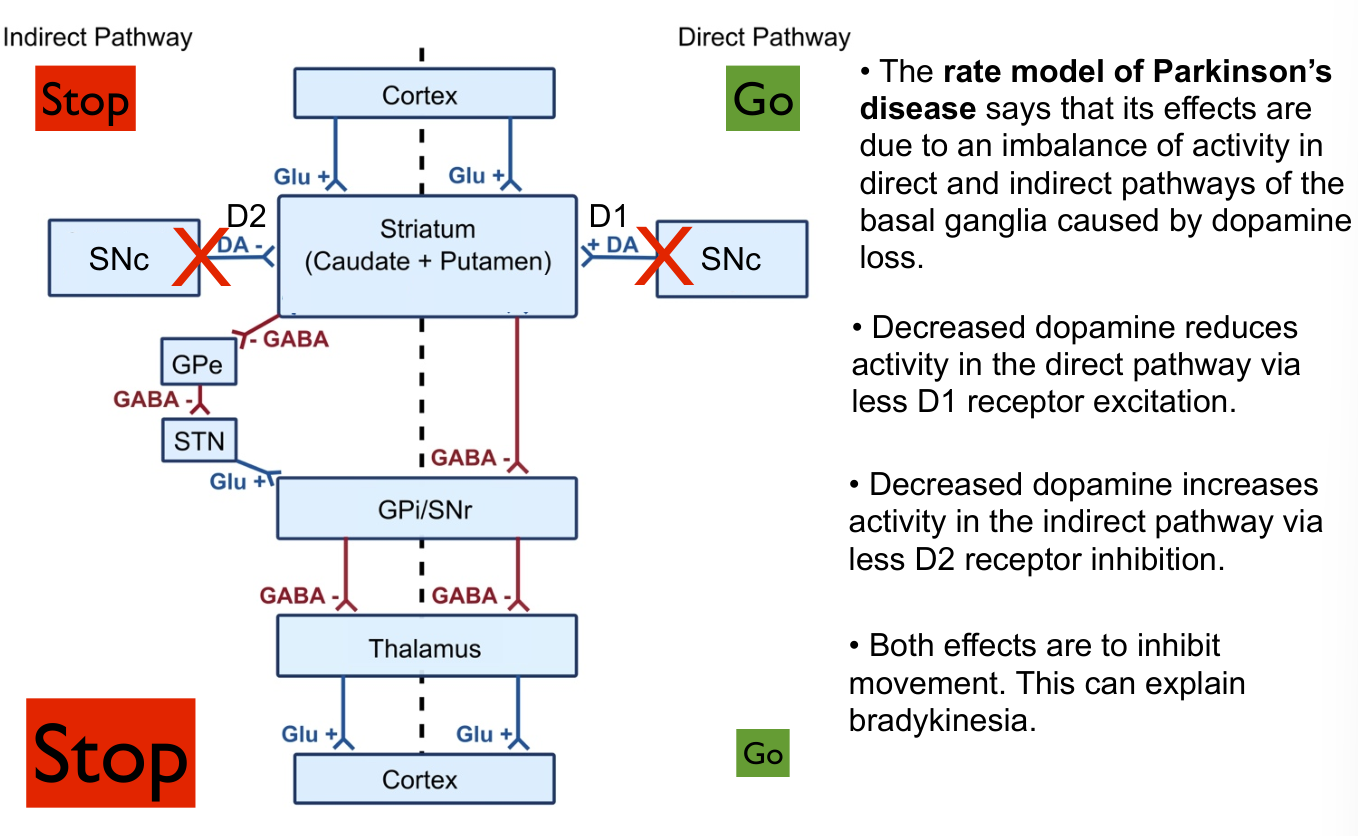 Indirect Pathway
Direct Pathway
Stop
Go
Cortex
Glu +
Glu +
D2
D1
SNc
DA -
Striatum
(Caudate + Putamen)
+ DA
SNc
- GABA
GPe
GABA -
STN
Glu +
GABA -
GPi/SNr
GABA -
GABA -
Thalamus
Glu +
Glu +
Cortex
Stop
Go
• The rate model of Parkinson's
disease says that its effects are
due to an imbalance of activity in
direct and indirect pathways of the
basal ganglia caused by dopamine
loss.
• Decreased dopamine reduces
activity in the direct pathway via
less D1 receptor excitation.
• Decreased dopamine increases
activity in the indirect pathway via
less D2 receptor inhibition.
• Both effects are to inhibit
movement. This can explain
bradykinesia.